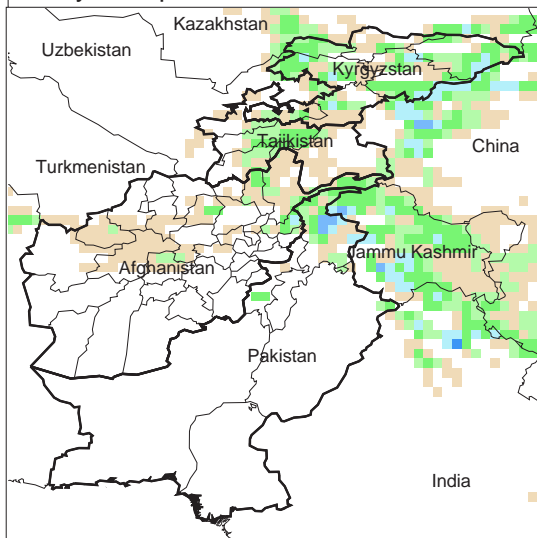 Kazakhstan
Uzbekistan
Kyrgyzstan
Tajikistan
China
Turkmenistan
Jammu Kashmir
Afghanistan
Pakistan
India